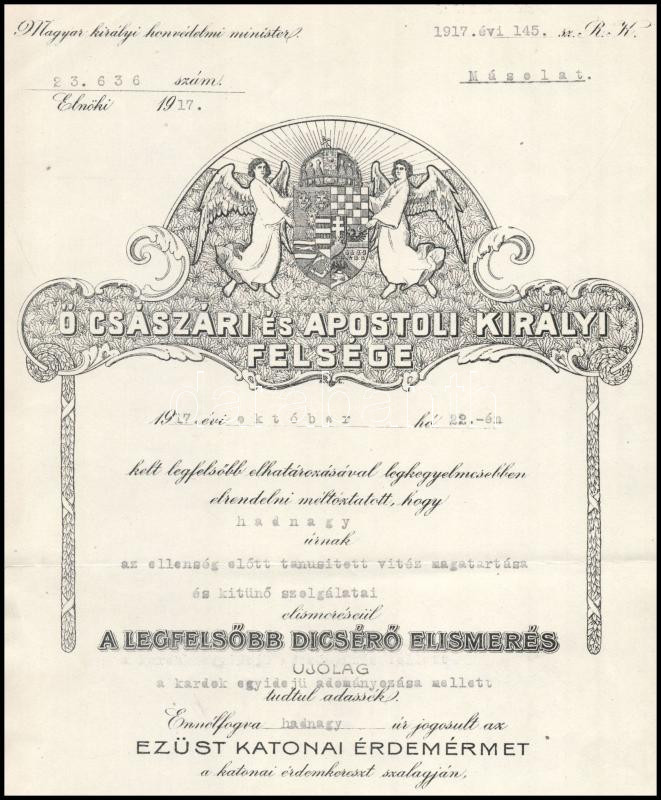 Magyar királyi honvédelmi minister.
1917. évi 145. sz. R. K.
23.636 szám.
Elnöki 1917.
Másolat.
Ő CSÁSZÁRI és APOSTOLI KIRÁLYI
FELSÉGE
1917. évi október hó 22.-én
kelt legfelsőbb elhatározásával legkegyelmesebben
elrendelni méltóztatott, hogy
hadnagy
úrnak
az ellenség előtt tanusitett vitéz magatartása
és kitünő szolgálatai
elismeréseül
A LEGFELSŐBB DICSÉRŐ ELISMERÉS
UJÓLAG
a kardok egyidejü adományozása mellett
tudtul adassék.
Ennélfogva hadnagy úr jogosult az
EZÜST KATONAI ÉRDEMÉRMET
a katonai érdemkereszt szalagján,